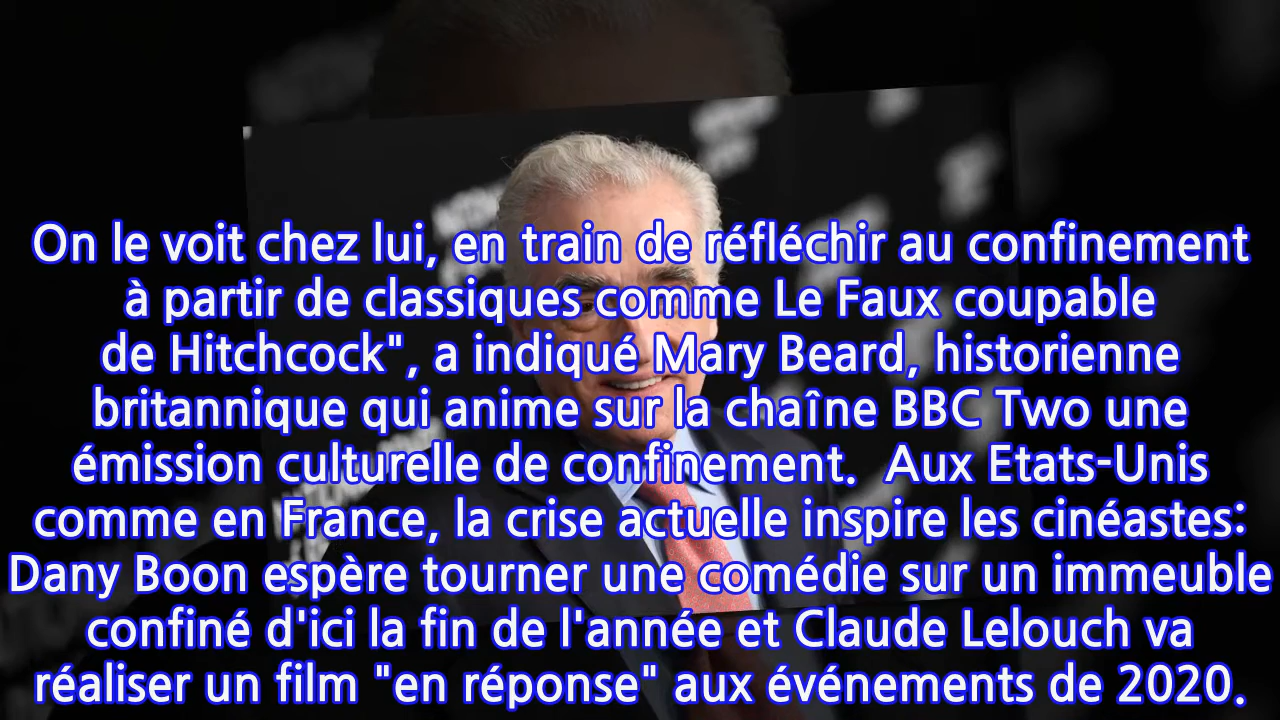 On le voit chez lui, en train de réfléchir au confinement
à partir de classiques comme Le Faux coupable
de Hitchcock", a indiqué Mary Beard, historienne
britannique qui anime sur la chaîne BBC Two une
émission culturelle de confinement.  Aux Etats-Unis
comme en France, la crise actuelle inspire les cinéastes:
Dany Boon espère tourner une comédie sur un immeuble
confiné d'ici la fin de l'année et Claude Lelouch va
réaliser un film "en réponse" aux événements de 2020.